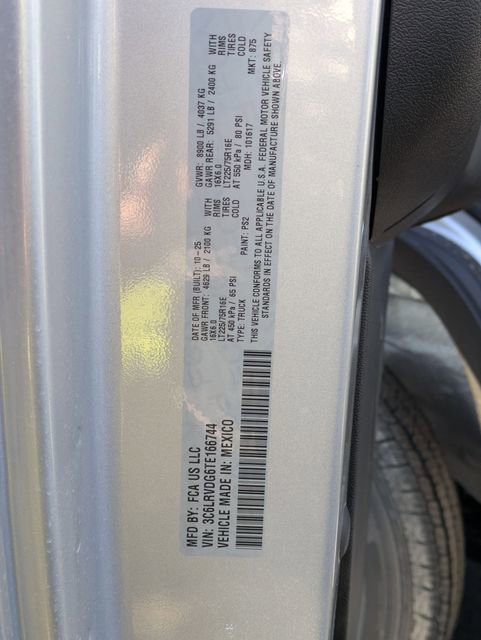 MFD BY: FCA US LLC
DATE OF MFR (BUILT): 10-25
GVWR: 8900 LB / 4037 KG
GAWR FRONT: 4629 LB / 2100 KG WITH
GAWR REAR: 5291 LB / 2400 KG WITH
16X6.0 RIMS
16X6.0 RIMS
LT225/75R16E TIRES
LT225/75R16E TIRES
AT 450 kPa / 65 PSI COLD
AT 550 kPa / 80 PSI COLD
TYPE: TRUCK
PAINT: PS2
MDH: 101617
MKT: 875
VIN: 3C6LRVDG6TE166744
VEHICLE MADE IN: MEXICO
THIS VEHICLE CONFORMS TO ALL APPLICABLE U.S.A. FEDERAL MOTOR VEHICLE SAFETY
STANDARDS IN EFFECT ON THE DATE OF MANUFACTURE SHOWN ABOVE.